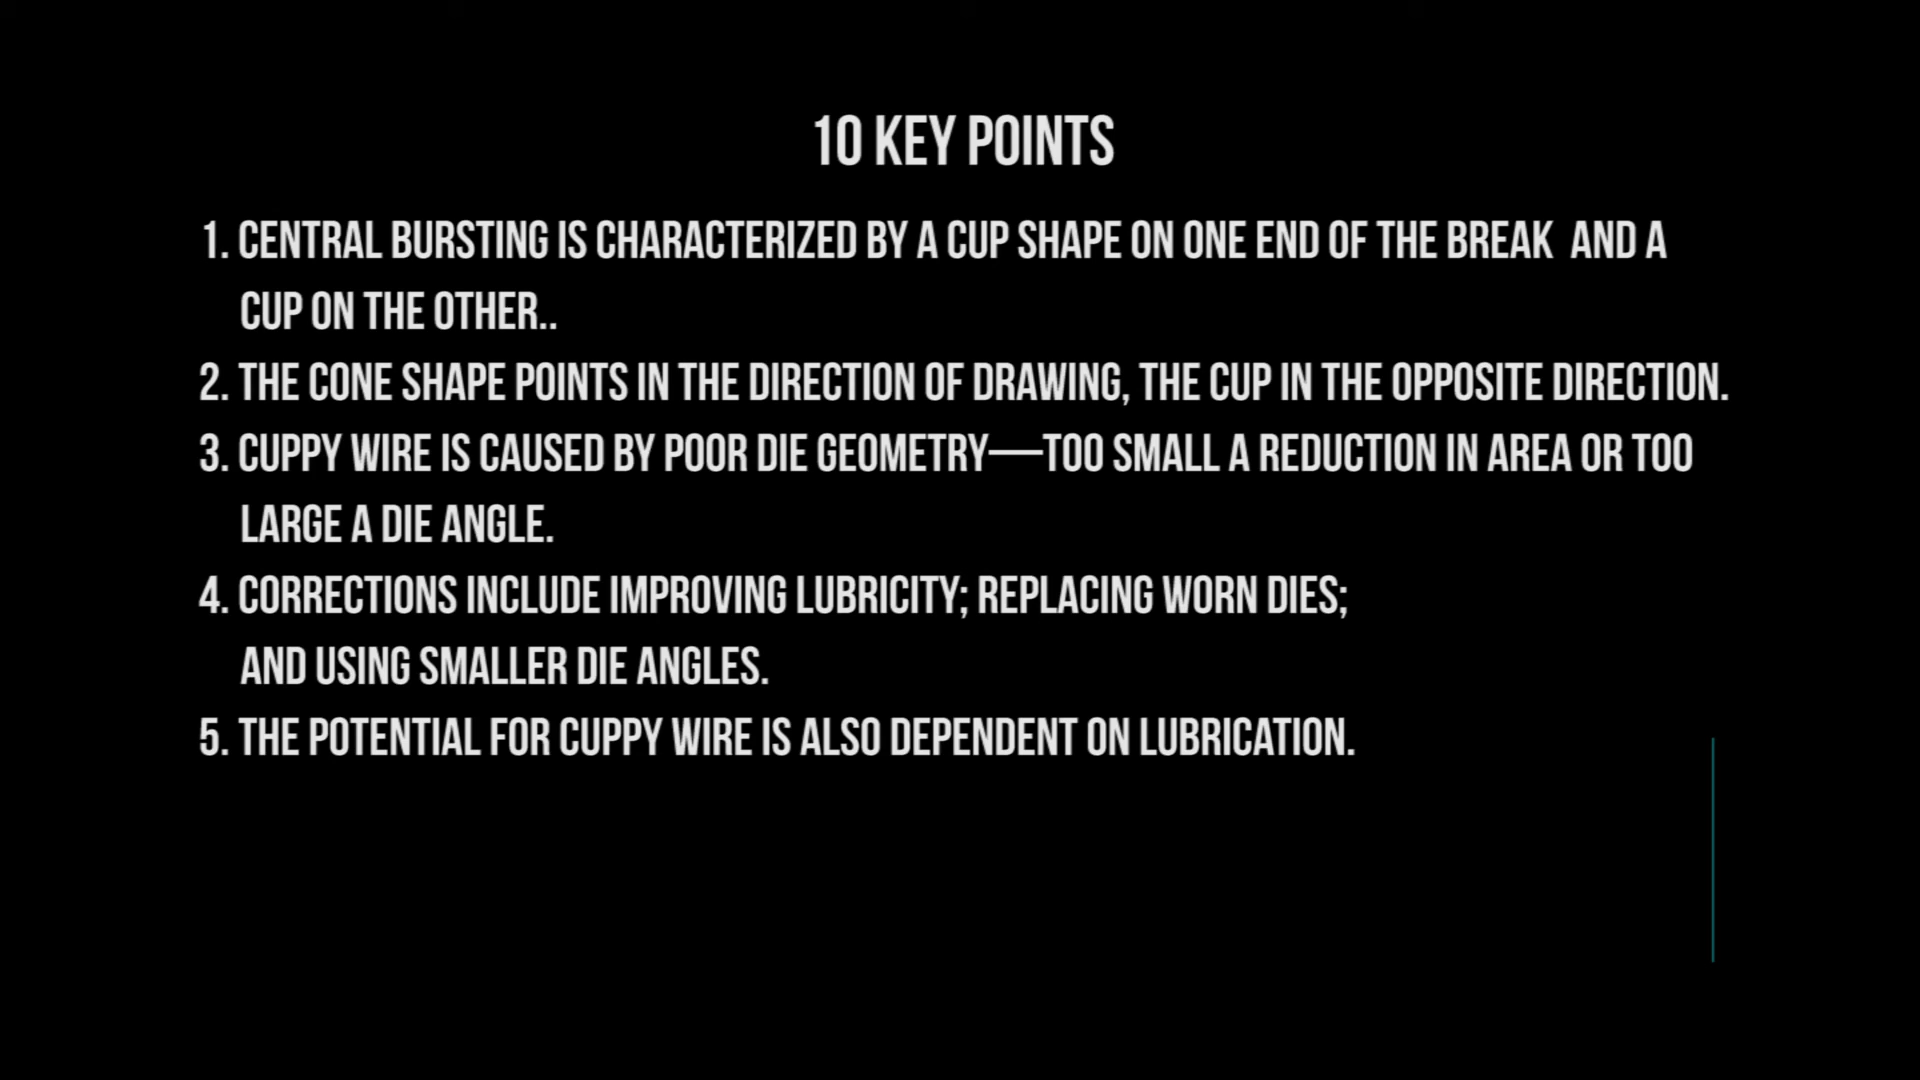 10 KEY POINTS
1. CENTRAL BURSTING IS CHARACTERIZED BY A CUP SHAPE ON ONE END OF THE BREAK  AND A
CUP ON THE OTHER..
2. THE CONE SHAPE POINTS IN THE DIRECTION OF DRAWING, THE CUP IN THE OPPOSITE DIRECTION.
3. CUPPY WIRE IS CAUSED BY POOR DIE GEOMETRY—TOO SMALL A REDUCTION IN AREA OR TOO
LARGE A DIE ANGLE.
4. CORRECTIONS INCLUDE IMPROVING LUBRICITY; REPLACING WORN DIES;
AND USING SMALLER DIE ANGLES.
5. THE POTENTIAL FOR CUPPY WIRE IS ALSO DEPENDENT ON LUBRICATION.